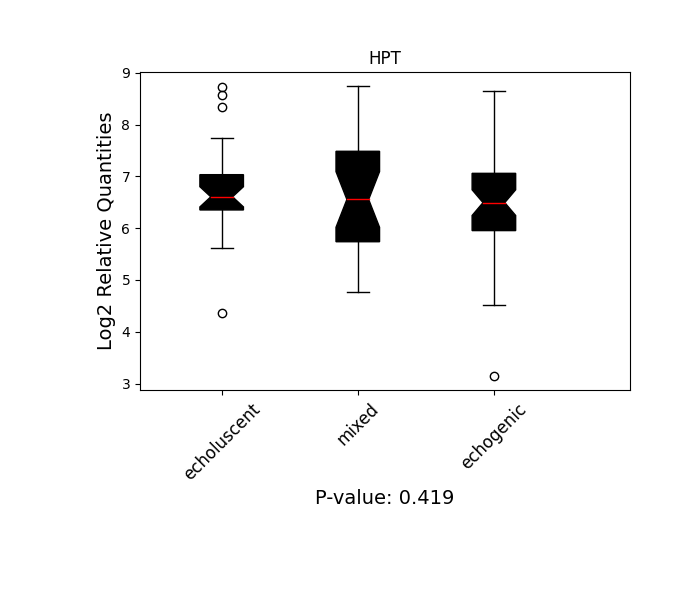 HPT
Log2 Relative Quantities
9
8
7
6
5
4
3
echoluscent
mixed
echogenic
P-value: 0.419